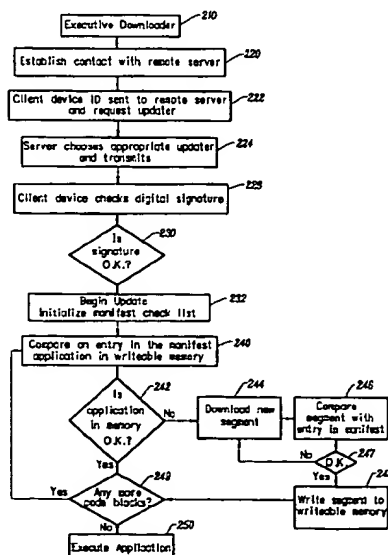 210
Executive Downloader
220
Establish contact with remote server
222
Client device ID sent to remote server
and request updater
224
Server chooses appropriate updater
and transmits
228
Client device checks digital signature
230
Is
signature
O.K.?
232
Begin Update
Initialize manifest check list
240
Compare an entry in the manifest
application in writeable memory
242
Is
application
in memory
O.K.?
No
244
Download new
segment
246
Compare
segment with
entry in manifest
247
O.K.
No
Yes
Write segment to
writeable memory
Yes
249
Any more
code blocks?
Yes
No
250
Execute Application